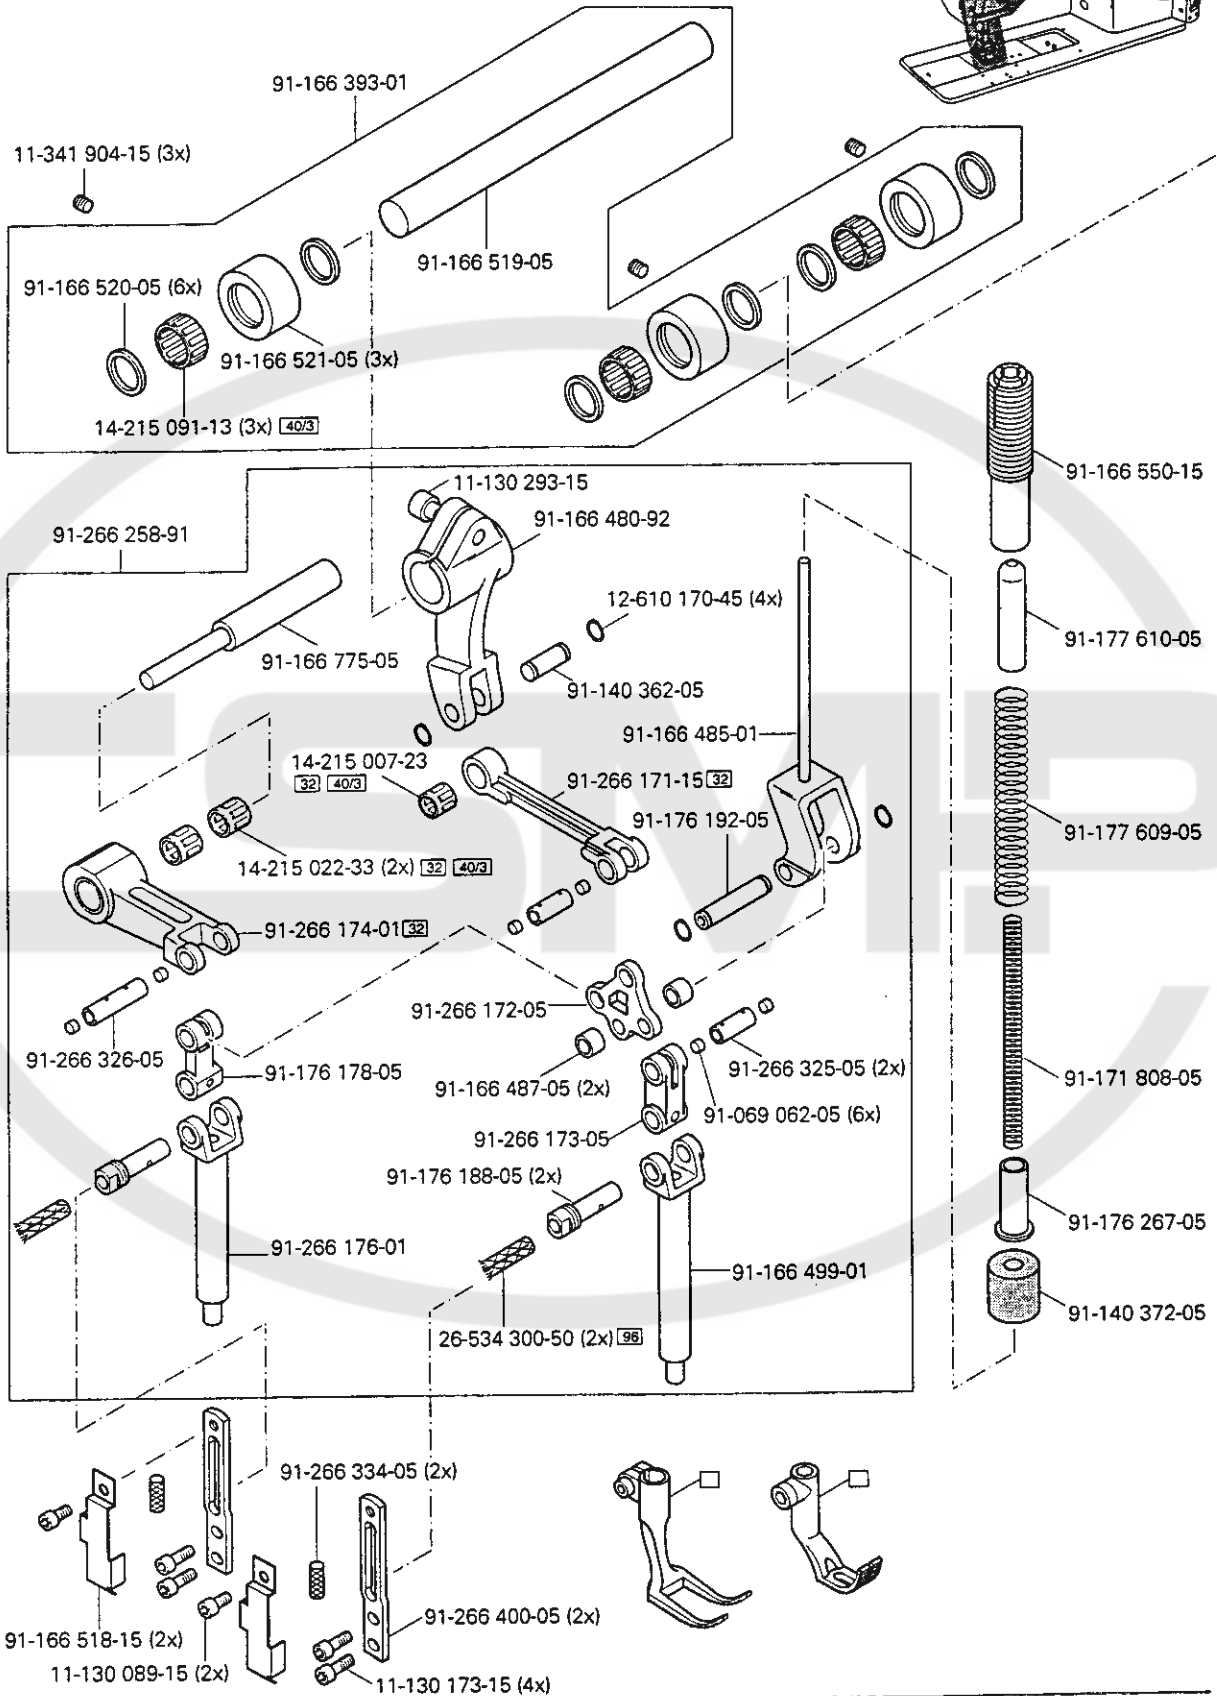 91-166 393-01
11-341 904-15 (3x)
91-166 519-05
91-166 520-05 (6x)
91-166 521-05 (3x)
14-215 091-13 (3x) 40/3
91-166 550-15
11-130 293-15
91-166 480-92
91-266 258-91
12-610 170-45 (4x)
91-177 610-05
91-166 775-05
91-140 362-05
91-166 485-01
14-215 007-23
32 40/3
91-266 171-15 32
91-176 192-05
91-177 609-05
14-215 022-33 (2x) 32 40/3
91-266 174-01 32
91-266 172-05
91-266 326-05
91-176 178-05
91-166 487-05 (2x)
91-266 325-05 (2x)
91-171 808-05
91-069 062-05 (6x)
91-266 173-05
91-176 188-05 (2x)
91-176 267-05
91-266 176-01
91-166 499-01
91-140 372-05
26-534 300-50 (2x) 96
91-266 334-05 (2x)
91-266 400-05 (2x)
91-166 518-15 (2x)
11-130 089-15 (2x)
11-130 173-15 (4x)